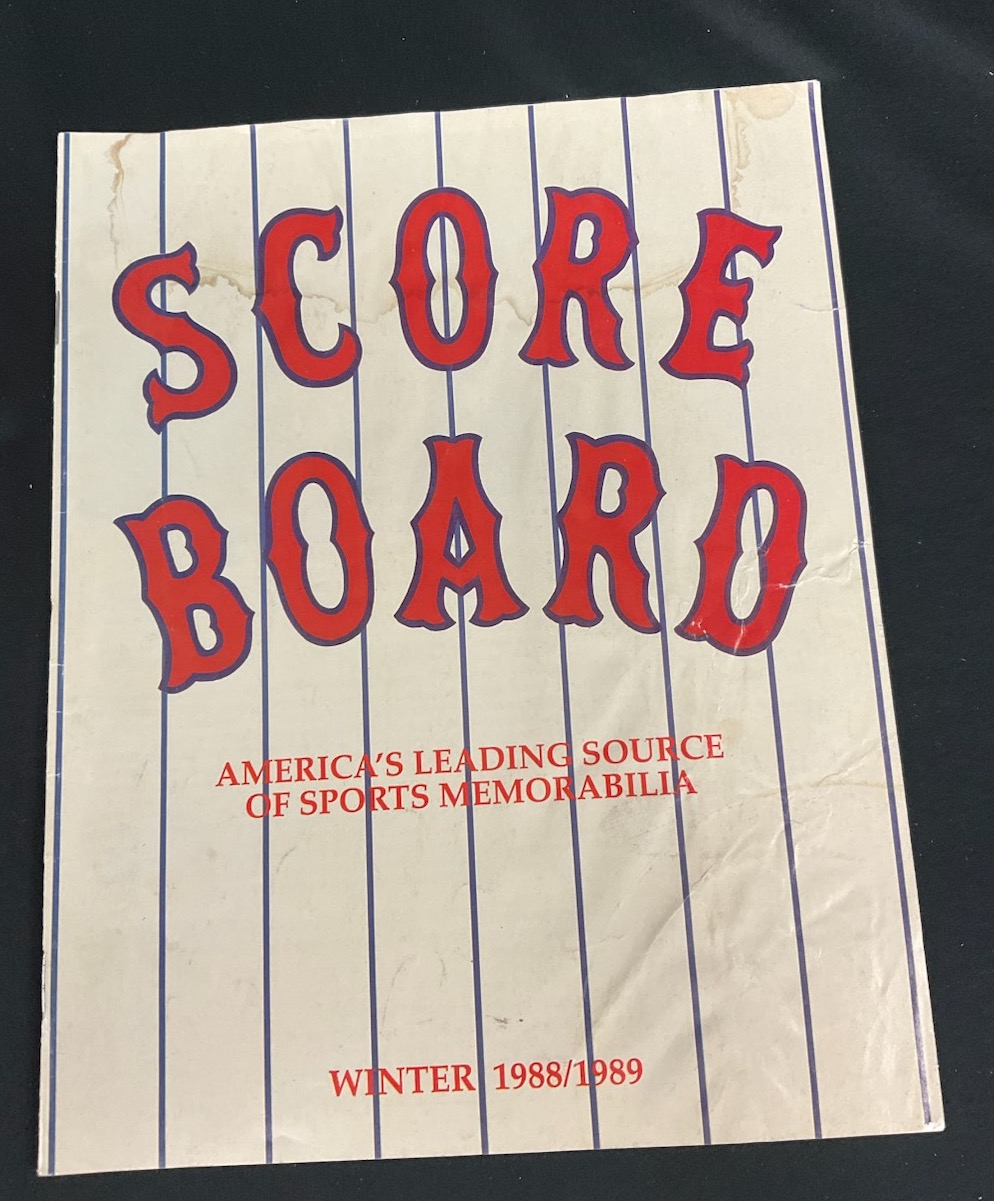 SCORE
BOARD
AMERICA'S LEADING SOURCE
OF SPORTS MEMORABILIA
WINTER 1988/1989